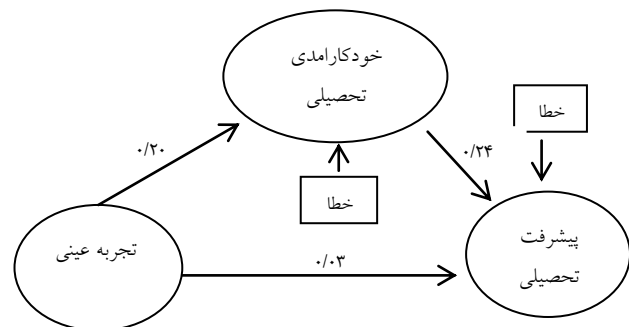 خودکارامدی
تحصیلی
خطا
۰/۲۰
۰/۲۴
خطا
تجربه عینی
پیشرفت
تحصیلی
۰/۰۳